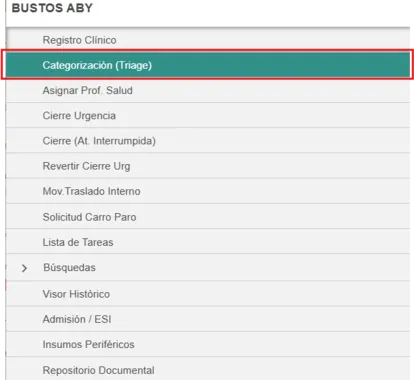 BUSTOS ABY
Registro Clínico
Categorización (Triage)
Asignar Prof. Salud
Cierre Urgencia
Cierre (At. Interrumpida)
Revertir Cierre Urg
Mov.Traslado Interno
Solicitud Carro Paro
Lista de Tareas
Búsquedas
Visor Histórico
Admisión / ESI
Insumos Periféricos
Repositorio Documental